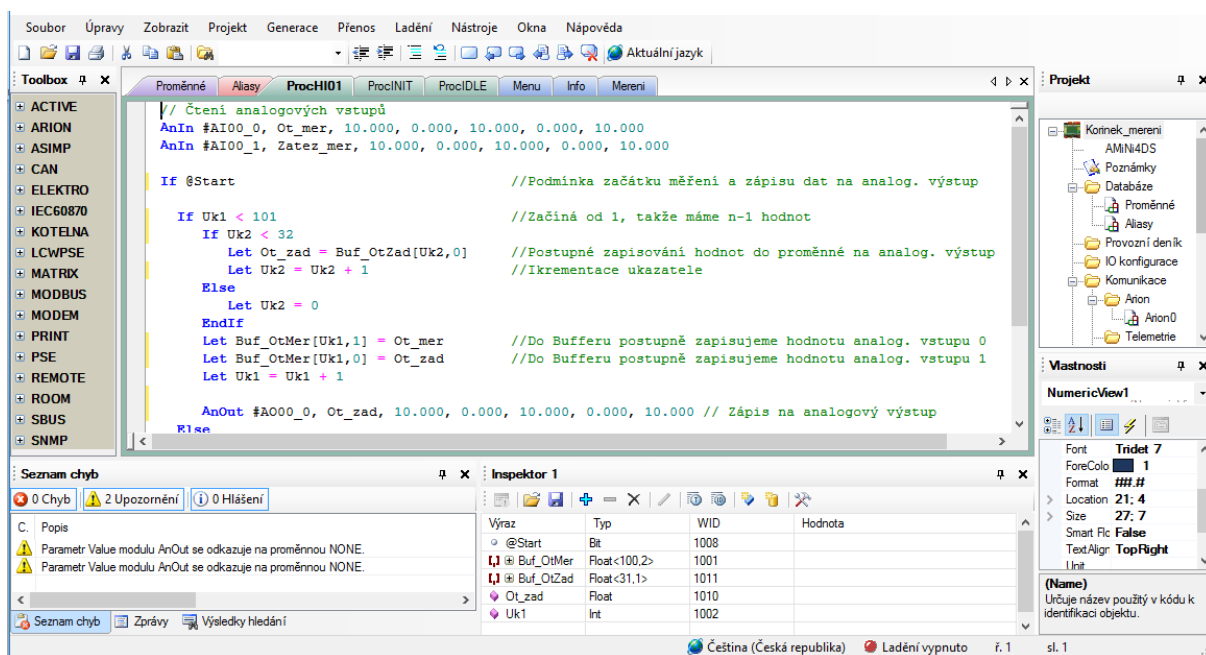 Soubor Úpravy Zobrazit Projekt Generace Přenos Ladění Nástroje Okna Nápověda
Aktuální jazyk
Toolbox
ACTIVE
ARION
ASIMP
CAN
ELEKTRO
IEC60870
KOTELNA
LCWPSE
MATRIX
MODBUS
MODEM
PRINT
PSE
REMOTE
ROOM
SBUS
SNMP
Proměnné Aliasy ProcHI01 ProcINIT ProcIDLE Menu Info Mereni
// Čtení analogových vstupů
AnIn #AI00_0, Ot_mer, 10.000, 0.000, 10.000, 0.000, 10.000
AnIn #AI00_1, Zatez_mer, 10.000, 0.000, 10.000, 0.000, 10.000
If @Start //Podmínka začátku měření a zápisu dat na analog. výstup
If Uk1 < 101 //Začíná od 1, takže máme n-1 hodnot
If Uk2 < 32
Let Ot_zad = Buf_OtZad[Uk2,0] //Postupné zapisování hodnot do proměnné na analog. výstup
Let Uk2 = Uk2 + 1 //Ikrementace ukazatele
Else
Let Uk2 = 0
EndIf
Let Buf_OtMer[Uk1,1] = Ot_mer //Do Bufferu postupně zapisujeme hodnotu analog. vstupu 0
Let Buf_OtMer[Uk1,0] = Ot_zad //Do Bufferu postupně zapisujeme hodnotu analog. vstupu 1
Let Uk1 = Uk1 + 1
AnOut #AO00_0, Ot_zad, 10.000, 0.000, 10.000, 0.000, 10.000 // Zápis na analogový výstup
Else
Projekt
Korinek_mereni
AMiNi4DS
Poznámky
Databáze
Proměnné
Aliasy
Provozní deník
IO konfigurace
Komunikace
Arion
Arion0
Telemetrie
Vlastnosti
NumericView1
Font Tridet 7
ForeColo 1
Format ###.#
Location 21; 4
Size 27; 7
Smart Flc False
TextAligr TopRight
Unit
(Name)
Určuje název použitý v kódu k
identifikaci objektu.
Seznam chyb
0 Chyb 2 Upozornění 0 Hlášení
C. Popis
Parametr Value modulu AnOut se odkazuje na proměnnou NONE.
Parametr Value modulu AnOut se odkazuje na proměnnou NONE.
Seznam chyb Zprávy Výsledky hledání
Inspektor 1
Výraz Typ WID Hodnota
@Start Bit 1008
Buf_OtMer Float<100,2> 1001
Buf_OtZad Float<31,1> 1011
Ot_zad Float 1010
Uk1 Int 1002
Čeština (Česká republika) Ladění vypnuto ř. 1 sl. 1